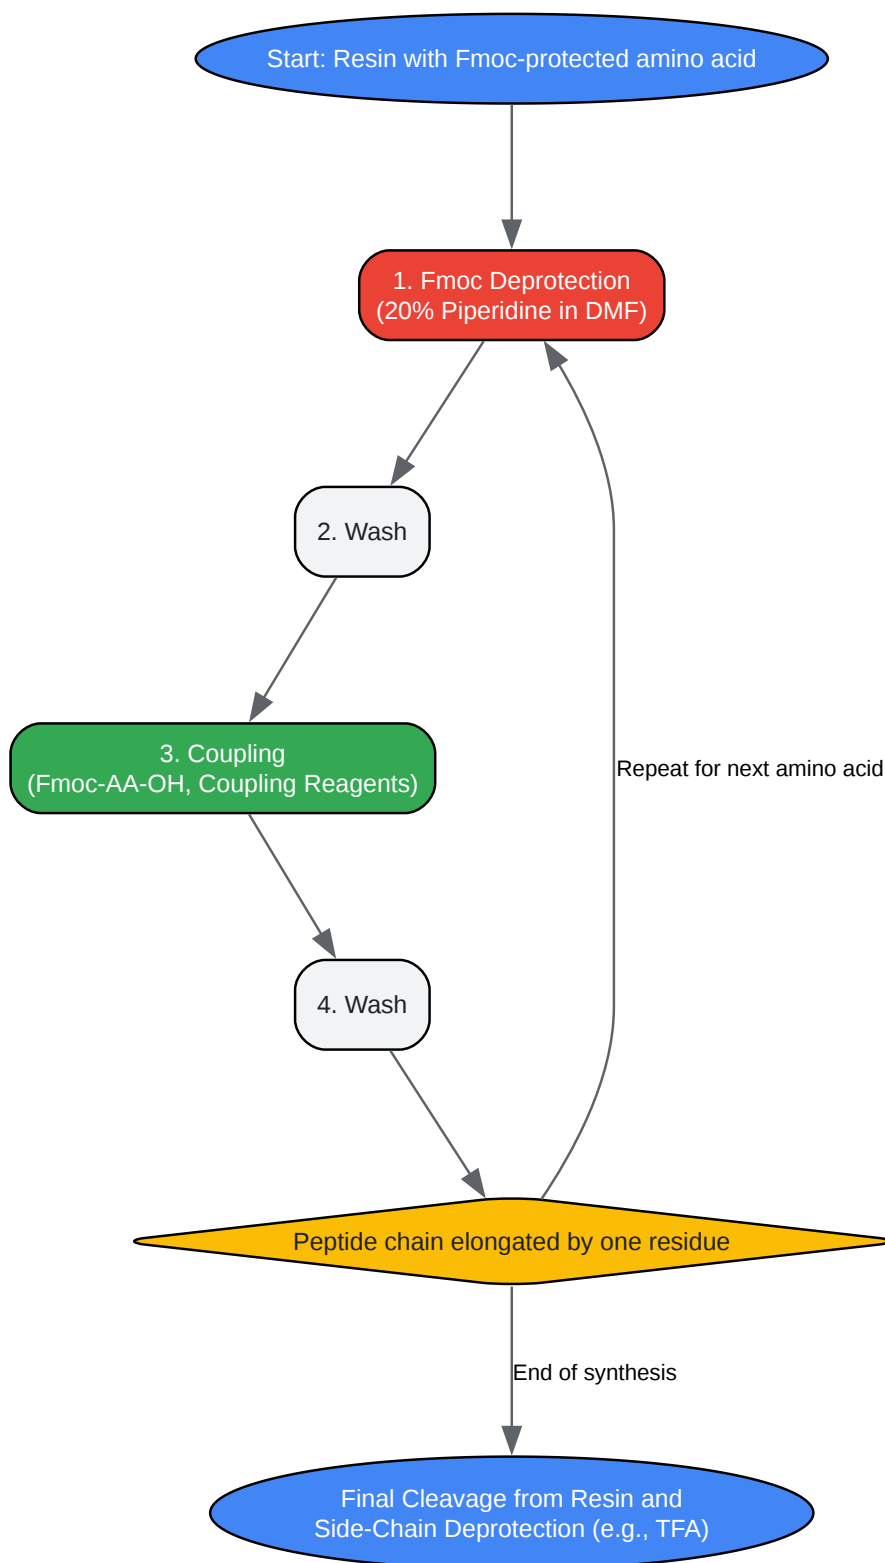 Start: Resin with Fmoc-protected amino acid
1. Fmoc Deprotection
(20% Piperidine in DMF)
2. Wash
3. Coupling
(Fmoc-AA-OH, Coupling Reagents)
Repeat for next amino acid
4. Wash
Peptide chain elongated by one residue
End of synthesis
Final Cleavage from Resin and
Side-Chain Deprotection (e.g., TFA)